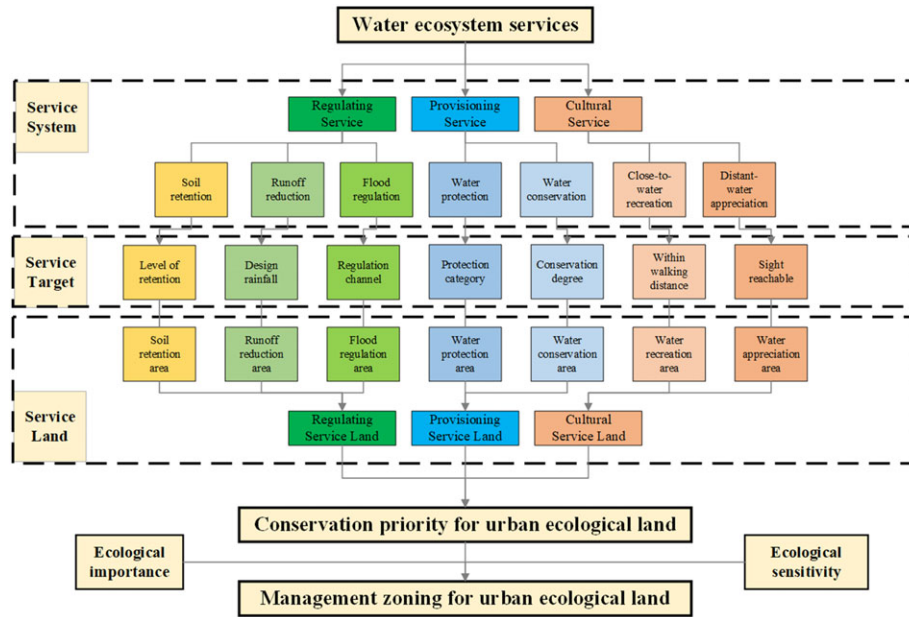 Water ecosystem services
Service
System
Regulating
Service
Provisioning
Service
Cultural
Service
Soil
retention
Runoff
reduction
Flood
regulation
Water
protection
Water
conservation
Close-to-
water
recreation
Distant-
water
appreciation
Service
Target
Level of
retention
Design
rainfall
Regulation
channel
Protection
category
Conservation
degree
Within
walking
distance
Sight
reachable
Service
Land
Soil
retention
area
Runoff
reduction
area
Flood
regulation
area
Water
protection
area
Water
conservation
area
Water
recreation
area
Water
appreciation
area
Regulating
Service Land
Provisioning
Service Land
Cultural
Service Land
Conservation priority for urban ecological land
Ecological
importance
Ecological
sensitivity
Management zoning for urban ecological land